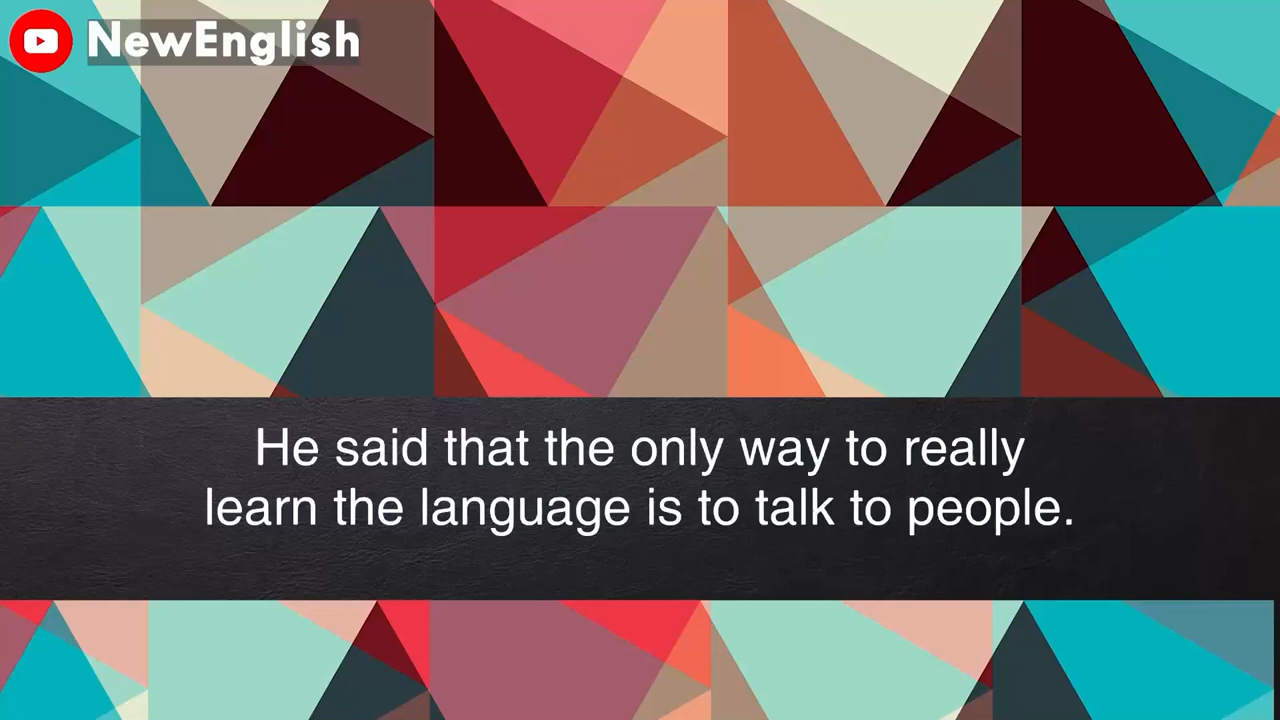 NewEnglish
He said that the only way to really
learn the language is to talk to people.